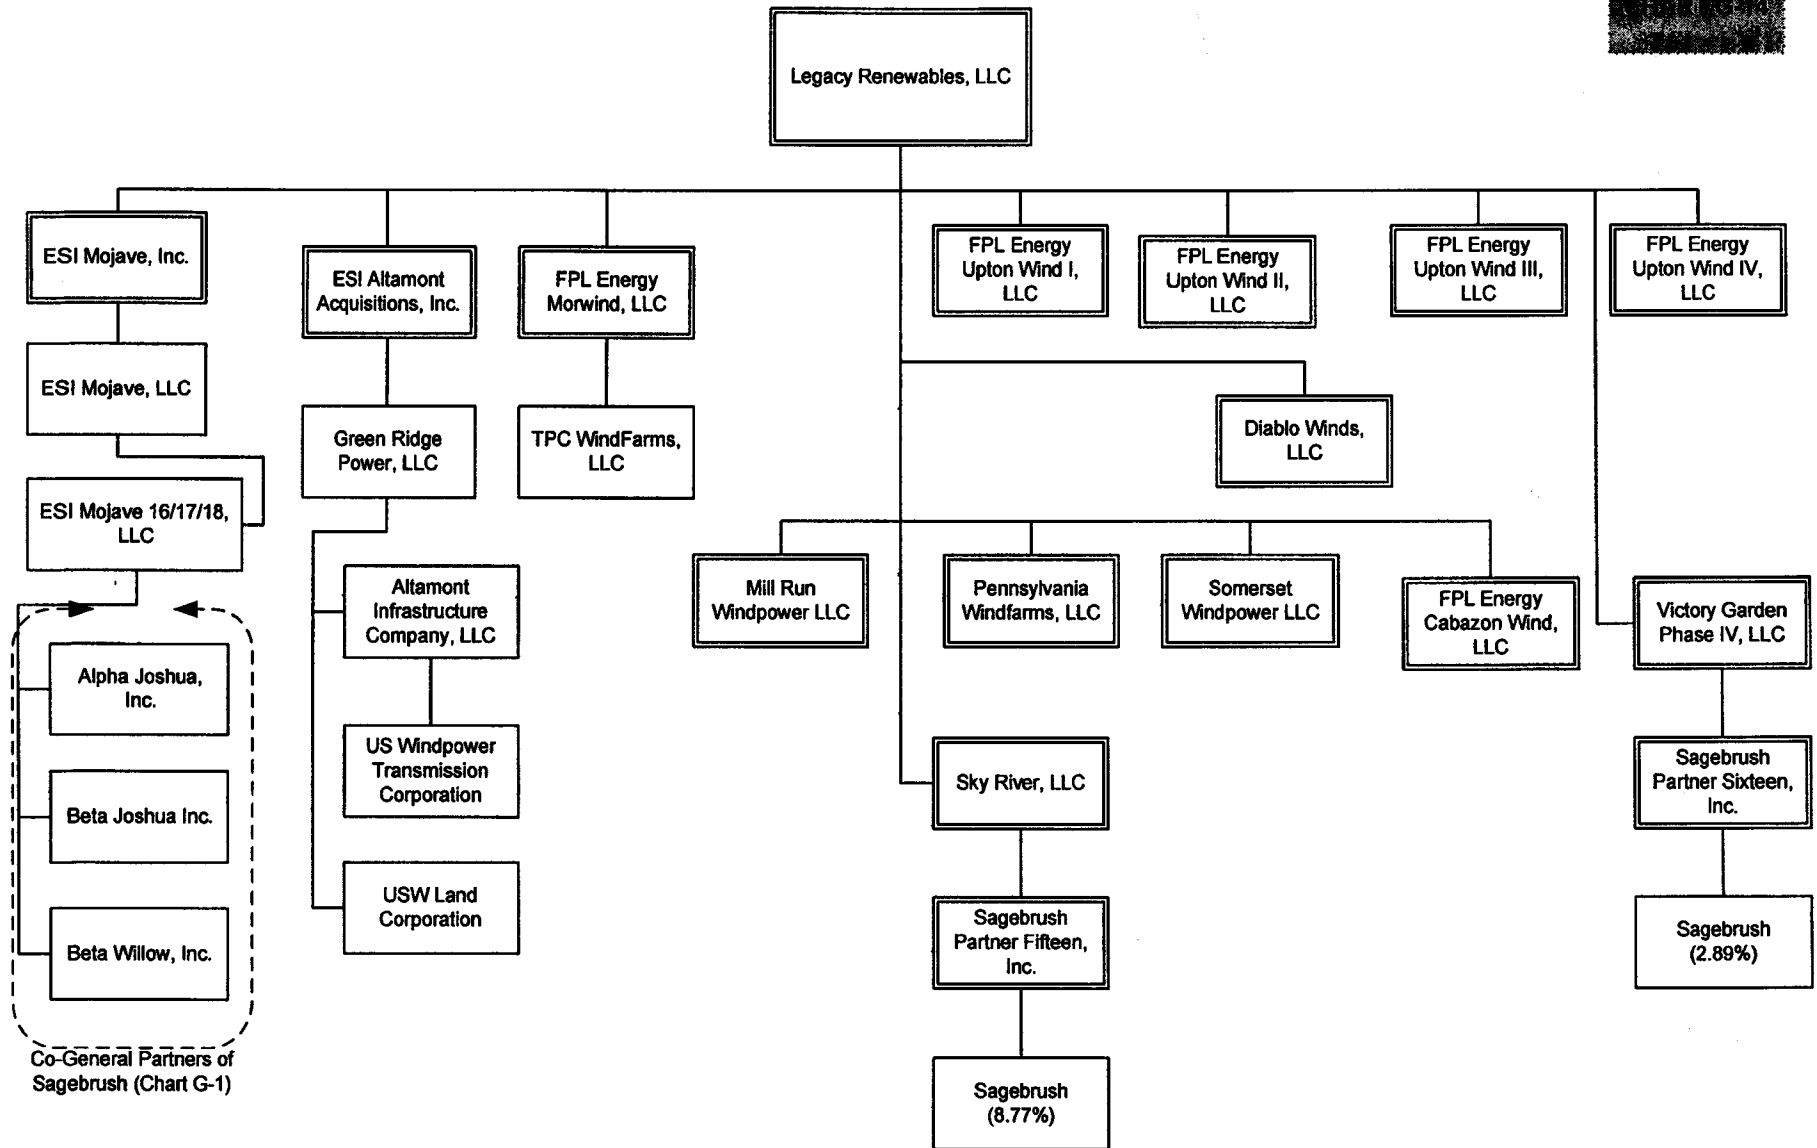 Legacy Renewables, LLC
ESI Mojave, Inc.
ESI Altamont
Acquisitions, Inc.
FPL Energy
Morwind, LLC
FPL Energy
Upton Wind I,
LLC
FPL Energy
Upton Wind II,
LLC
FPL Energy
Upton Wind III,
LLC
FPL Energy
Upton Wind IV,
LLC
ESI Mojave, LLC
Green Ridge
Power, LLC
TPC WindFarms,
LLC
Diablo Winds,
LLC
ESI Mojave 16/17/18,
LLC
Altamont
Infrastructure
Company, LLC
Mill Run
Windpower LLC
Pennsylvania
Windfarms, LLC
Somerset
Windpower LLC
FPL Energy
Cabazon Wind,
LLC
Victory Garden
Phase IV, LLC
Alpha Joshua,
Inc.
US Windpower
Transmission
Corporation
Sky River, LLC
Sagebrush
Partner Sixteen,
Inc.
Beta Joshua Inc.
USW Land
Corporation
Sagebrush
Partner Fifteen,
Inc.
Sagebrush
(2.89%)
Beta Willow, Inc.
Co-General Partners of
Sagebrush (Chart G-1)
Sagebrush
(8.77%)